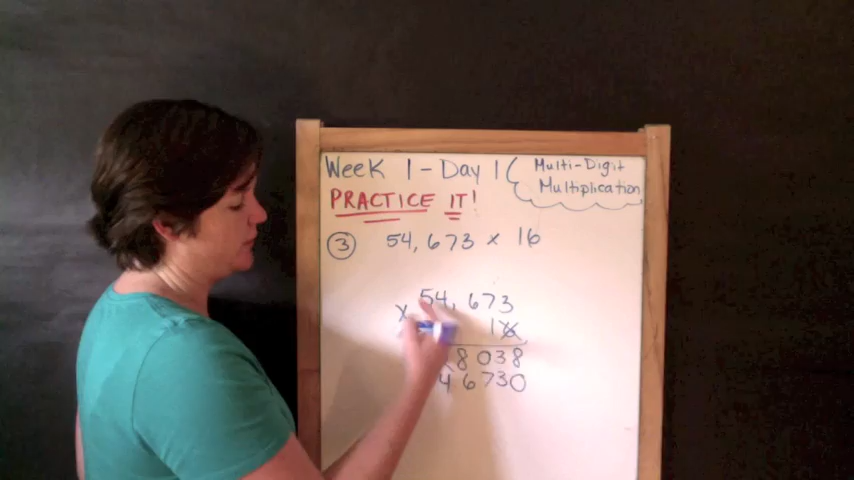 Week 1 - Day 1
Multi-Digit
Multiplication
PRACTICE IT!
3 54,673 x 16
54,673
x 16
8038
46730